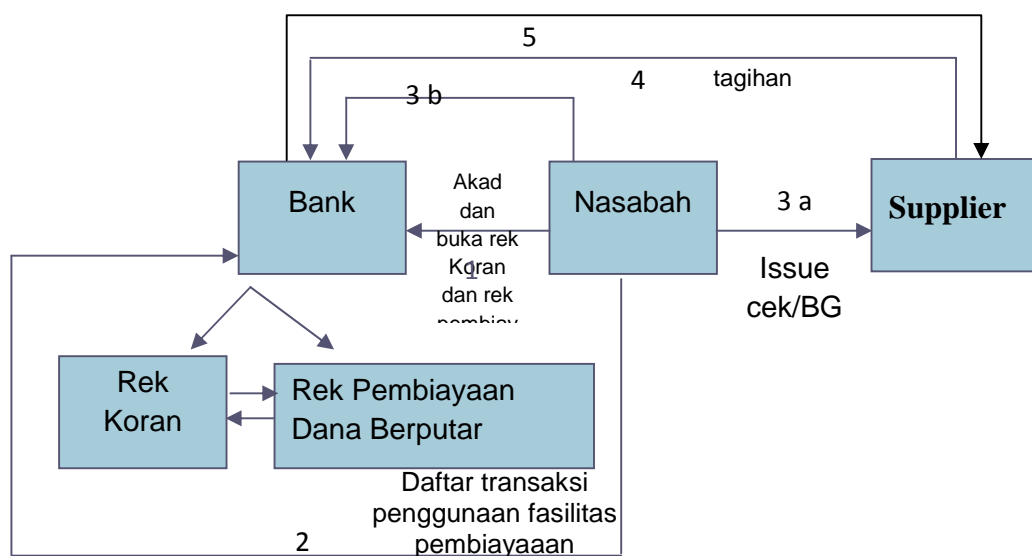 5
4
tagihan
3 b
Bank
Akad
dan
buka rek
Koran
dan rek
1
Nasabah
3 a
Supplier
Issue
cek/BG
Rek
Koran
Rek Pembiayaan
Dana Berputar
Daftar transaksi
penggunaan fasilitas
pembiayaaan
2